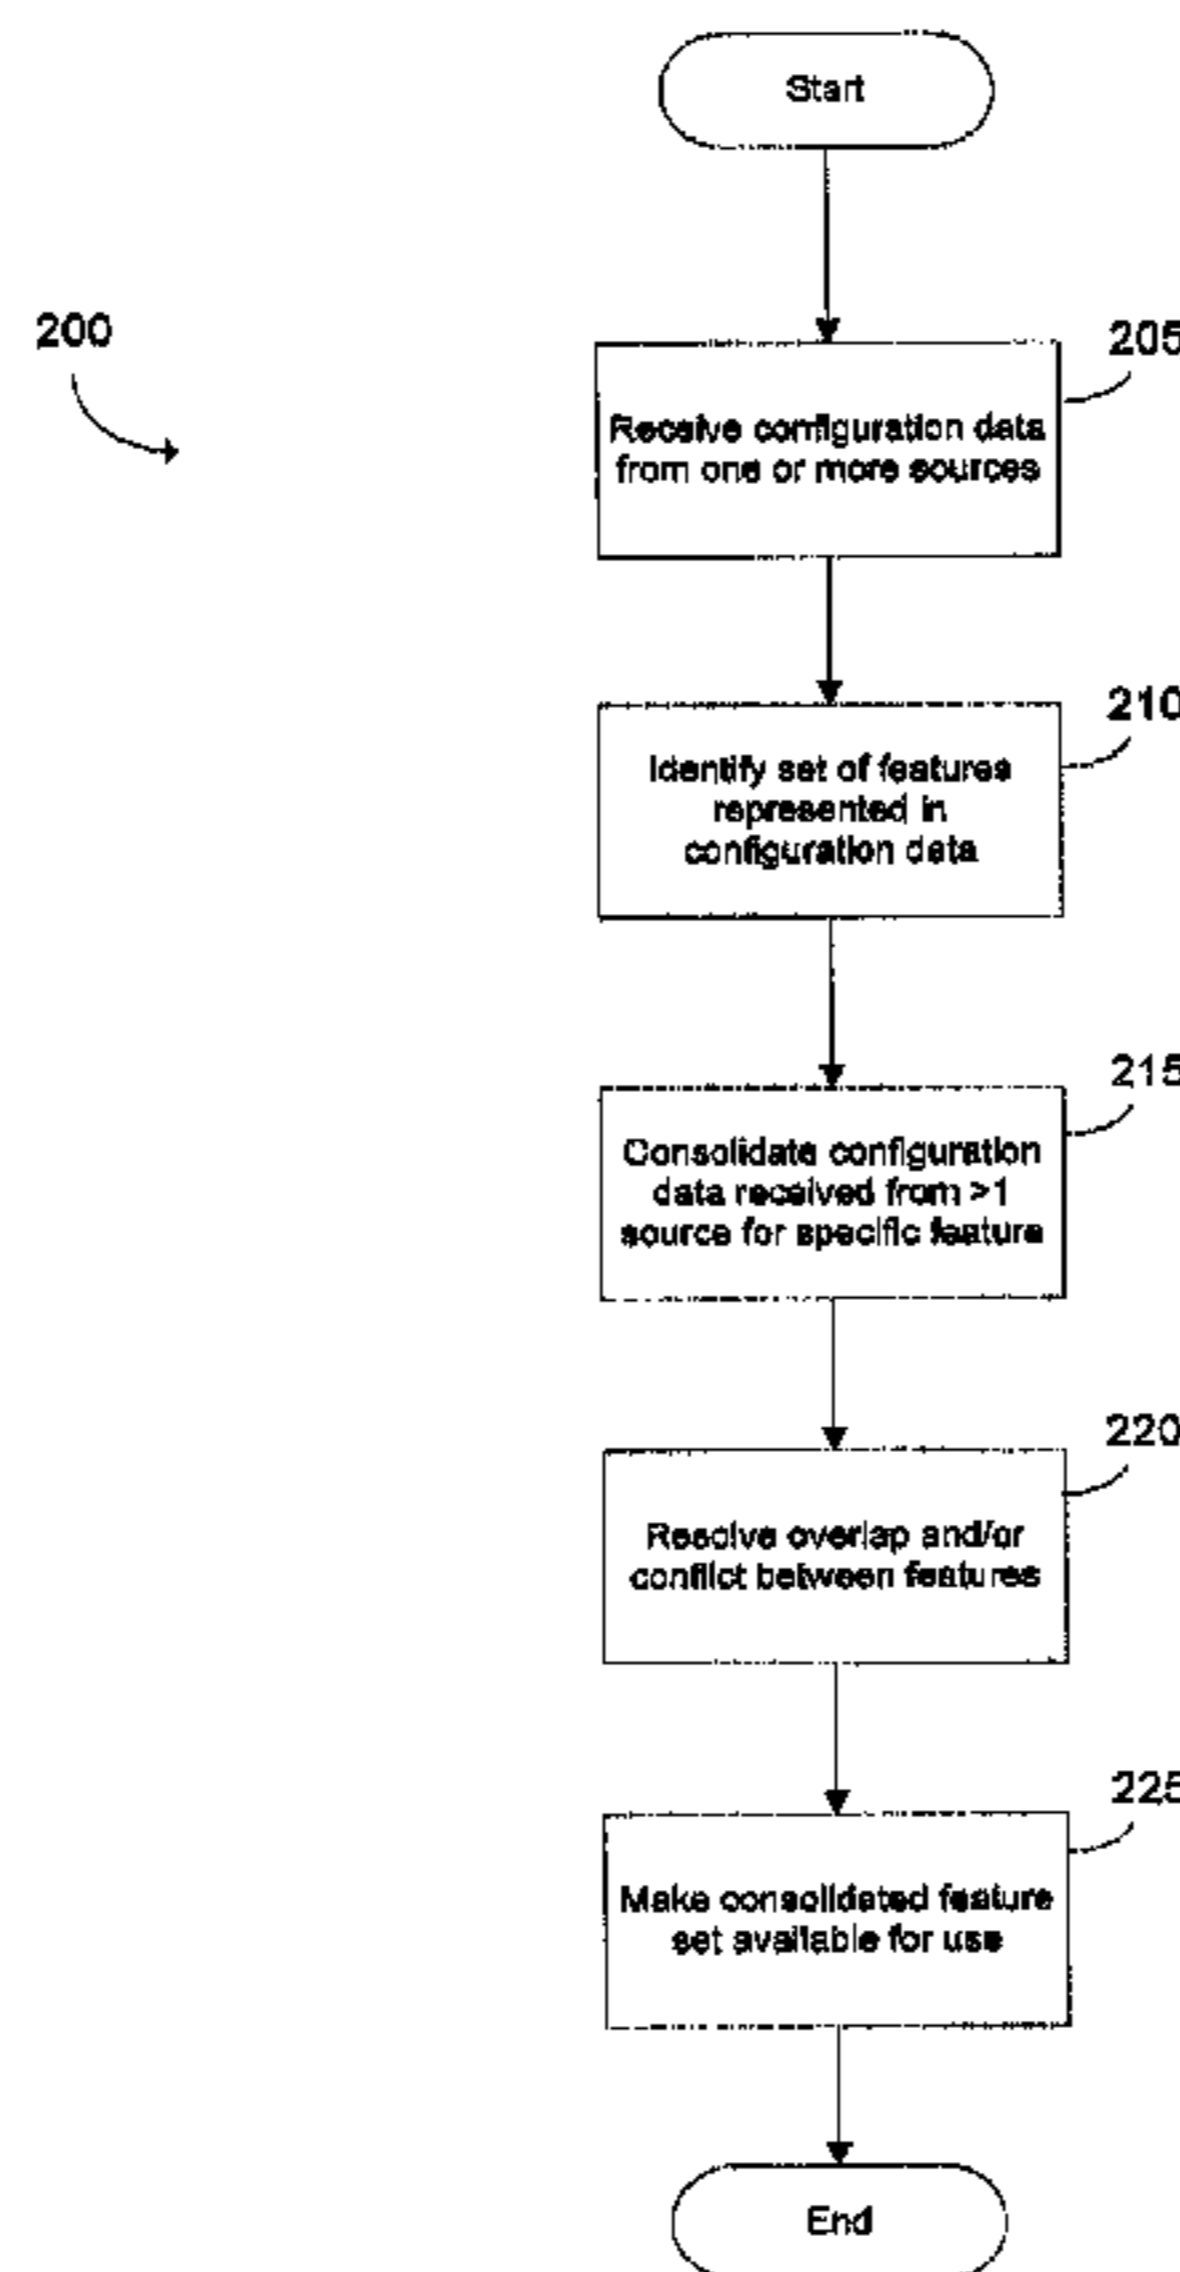 Start
200
205
Receive configuration data
from one or more sources
210
Identify set of features
represented in
configuration data
215
Consolidate configuration
data received from >1
source for specific feature
220
Resolve overlap and/or
conflict between features
225
Make consolidated feature
set available for use
End